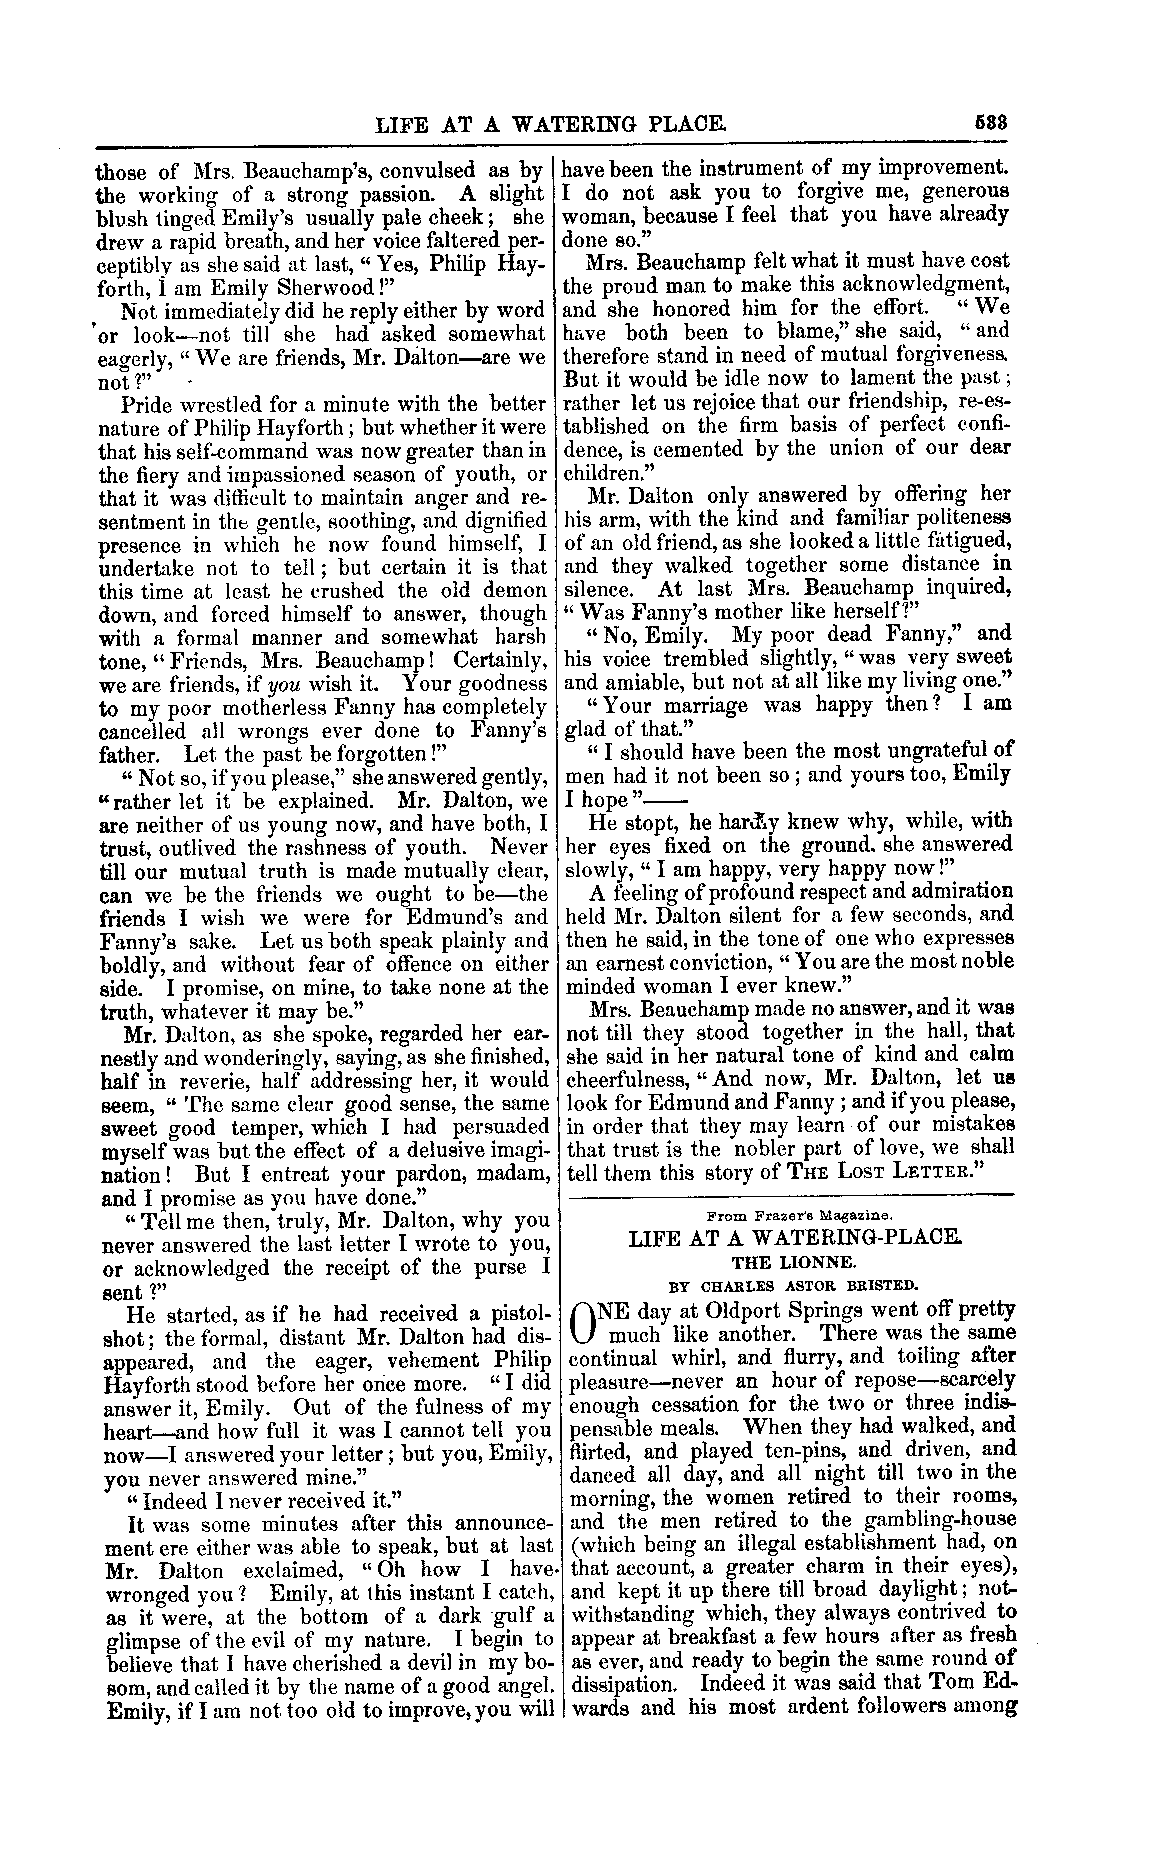 LIFE AT A WATERING PLACE.
533
those of Mrs. Beauchamp's, convulsed as by
the working of a strong passion. A slight
blush tinged Emily's usually pale cheek; she
drew a rapid breath, and her voice faltered per-
ceptibly as she said at last, "Yes, Philip Hay-
forth, I am Emily Sherwood!"
Not immediately did he reply either by word
or look—not till she had asked somewhat
eagerly, "We are friends, Mr. Dalton—are we
not?"
Pride wrestled for a minute with the better
nature of Philip Hayforth; but whether it were
that his self-command was now greater than in
the fiery and impassioned season of youth, or
that it was difficult to maintain anger and re-
sentment in the gentle, soothing, and dignified
presence in which he now found himself, I
undertake not to tell; but certain it is that
this time at least he crushed the old demon
down, and forced himself to answer, though
with a formal manner and somewhat harsh
tone, "Friends, Mrs. Beauchamp! Certainly,
we are friends, if you wish it. Your goodness
to my poor motherless Fanny has completely
cancelled all wrongs ever done to Fanny's
father. Let the past be forgotten!"
"Not so, if you please," she answered gently,
"rather let it be explained. Mr. Dalton, we
are neither of us young now, and have both, I
trust, outlived the rashness of youth. Never
till our mutual truth is made mutually clear,
can we be the friends we ought to be—the
friends I wish we were for Edmund's and
Fanny's sake. Let us both speak plainly and
boldly, and without fear of offence on either
side. I promise, on mine, to take none at the
truth, whatever it may be."
Mr. Dalton, as she spoke, regarded her ear-
nestly and wonderingly, saying, as she finished,
half in reverie, half addressing her, it would
seem, "The same clear good sense, the same
sweet good temper, which I had persuaded
myself was but the effect of a delusive imagi-
nation! But I entreat your pardon, madam,
and I promise as you have done."
"Tell me then, truly, Mr. Dalton, why you
never answered the last letter I wrote to you,
or acknowledged the receipt of the purse I
sent?"
He started, as if he had received a pistol-
shot; the formal, distant Mr. Dalton had dis-
appeared, and the eager, vehement Philip
Hayforth stood before her once more. "I did
answer it, Emily. Out of the fulness of my
heart—and how full it was I cannot tell you
now—I answered your letter; but you, Emily,
you never answered mine."
"Indeed I never received it."
It was some minutes after this announce-
ment ere either was able to speak, but at last
Mr. Dalton exclaimed, "Oh how I have
wronged you? Emily, at this instant I catch,
as it were, at the bottom of a dark gulf a
glimpse of the evil of my nature. I begin to
believe that I have cherished a devil in my bo-
som, and called it by the name of a good angel.
Emily, if I am not too old to improve, you will
have been the instrument of my improvement.
I do not ask you to forgive me, generous
woman, because I feel that you have already
done so."
Mrs. Beauchamp felt what it must have cost
the proud man to make this acknowledgment,
and she honored him for the effort. "We
have both been to blame," she said, "and
therefore stand in need of mutual forgiveness.
But it would be idle now to lament the past;
rather let us rejoice that our friendship, re-es-
tablished on the firm basis of perfect confi-
dence, is cemented by the union of our dear
children."
Mr. Dalton only answered by offering her
his arm, with the kind and familiar politeness
of an old friend, as she looked a little fatigued,
and they walked together some distance in
silence. At last Mrs. Beauchamp inquired,
"Was Fanny's mother like herself?"
"No, Emily. My poor dead Fanny," and
his voice trembled slightly, "was very sweet
and amiable, but not at all like my living one."
"Your marriage was happy then? I am
glad of that."
"I should have been the most ungrateful of
men had it not been so; and yours too, Emily
I hope"——
He stopt, he hardly knew why, while, with
her eyes fixed on the ground. she answered
slowly, "I am happy, very happy now!"
A feeling of profound respect and admiration
held Mr. Dalton silent for a few seconds, and
then he said, in the tone of one who expresses
an earnest conviction, "You are the most noble
minded woman I ever knew."
Mrs. Beauchamp made no answer, and it was
not till they stood together in the hall, that
she said in her natural tone of kind and calm
cheerfulness, "And now, Mr. Dalton, let us
look for Edmund and Fanny; and if you please,
in order that they may learn of our mistakes
that trust is the nobler part of love, we shall
tell them this story of THE LOST LETTER."
From Frazer's Magazine.
LIFE AT A WATERING-PLACE.
THE LIONNE.
BY CHARLES ASTOR BRISTED.
ONE day at Oldport Springs went off pretty
much like another. There was the same
continual whirl, and flurry, and toiling after
pleasure—never an hour of repose—scarcely
enough cessation for the two or three indis-
pensable meals. When they had walked, and
flirted, and played ten-pins, and driven, and
danced all day, and all night till two in the
morning, the women retired to their rooms,
and the men retired to the gambling-house
(which being an illegal establishment had, on
that account, a greater charm in their eyes),
and kept it up there till broad daylight; not-
withstanding which, they always contrived to
appear at breakfast a few hours after as fresh
as ever, and ready to begin the same round of
dissipation. Indeed it was said that Tom Ed-
wards and his most ardent followers among